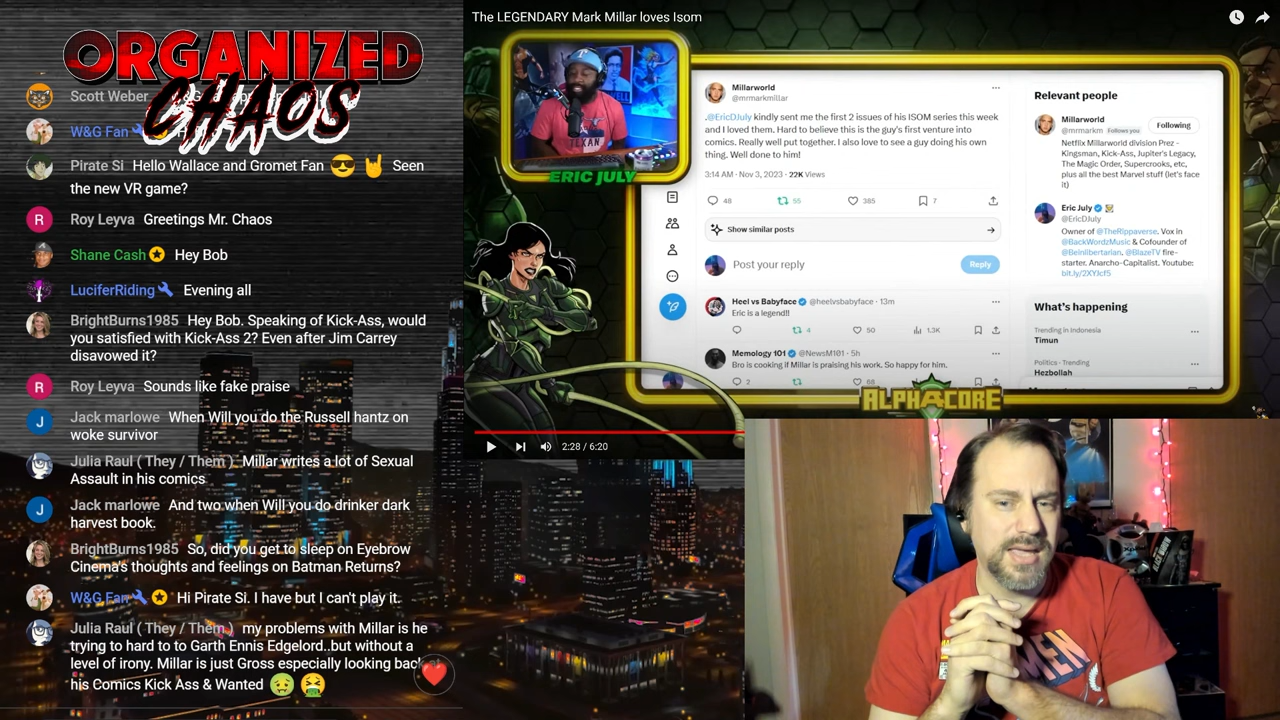 ORGANIZED
CHAOS
Scott Weber
W&G Fan
Pirate Si Hello Wallace and Gromet Fan 😎 🤘 Seen
the new VR game?
R Roy Leyva Greetings Mr. Chaos
Shane Cash Hey Bob
LuciferRiding Evening all
BrightBurns1985 Hey Bob. Speaking of Kick-Ass, would
you satisfied with Kick-Ass 2? Even after Jim Carrey
disavowed it?
R Roy Leyva Sounds like fake praise
J Jack marlowe When Will you do the Russell hantz on
woke survivor
Julia Raul ( They / Them ) Millar writes a lot of Sexual
Assault in his comics
J Jack marlowe And two when Will you do drinker dark
harvest book.
BrightBurns1985 So, did you get to sleep on Eyebrow
Cinema's thoughts and feelings on Batman Returns?
W&G Fan Hi Pirate Si. I have but I can't play it.
Julia Raul ( They / Them ) my problems with Millar is he
trying to hard to to Garth Ennis Edgelord..but without a
level of irony. Millar is just Gross especially looking back
his Comics Kick Ass & Wanted 🤢 🤮
The LEGENDARY Mark Millar loves Isom
TEXAN
ERIC JULY
Millarworld
@mrmarkmillar
.@EricDJuly kindly sent me the first 2 issues of his ISOM series this week
and I loved them. Hard to believe this is the guy's first venture into
comics. Really well put together. I also love to see a guy doing his own
thing. Well done to him!
3:14 AM · Nov 3, 2023 · 22K Views
48 55 385 7
Show similar posts
Post your reply
Reply
Heel vs Babyface @heelvsbabyface · 13m
Eric is a legend!!
4 50 1.3K
Memology 101 @NewsM101 · 5h
Bro is cooking if Millar is praising his work. So happy for him.
2 68
Relevant people
Millarworld
@mrmarkm Follows you
Following
Netflix Millarworld division Prez -
Kingsman, Kick-Ass, Jupiter's Legacy,
The Magic Order, Supercrooks, etc,
plus all the best Marvel stuff (let's face
it)
Eric July
@EricDJuly
Owner of @TheRippaverse. Vox in
@BackWordzMusic & Cofounder of
@Beinlibertarian, @BlazeTV fire-
starter. Anarcho-Capitalist. Youtube:
bit.ly/2XYJcf5
What's happening
Trending in Indonesia
Timun
Politics · Trending
Hezbollah
ALPHACORE
2:28 / 6:20